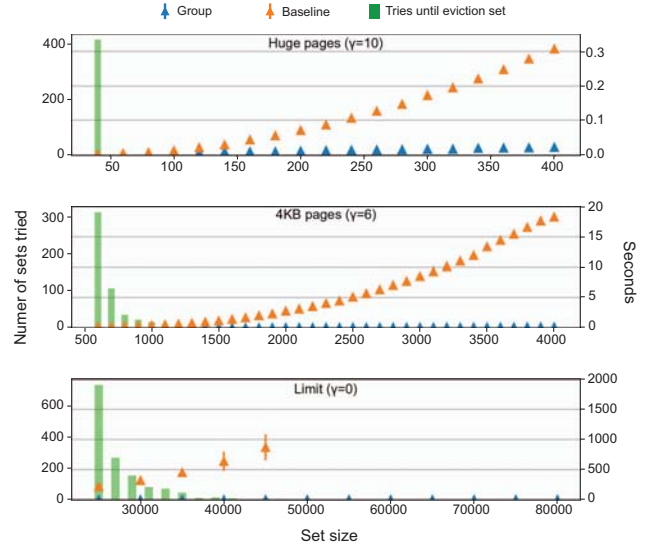 Group Baseline Tries until eviction set
Huge pages (γ=10)
400
200
0
0.3
0.2
0.1
0.0
50 100 150 200 250 300 350 400
4KB pages (γ=6)
300
200
100
0
20
15
10
5
0
500 1000 1500 2000 2500 3000 3500 4000
Numer of sets tried
Seconds
Limit (γ=0)
600
400
200
0
2000
1500
1000
500
0
30000 40000 50000 60000 70000 80000
Set size